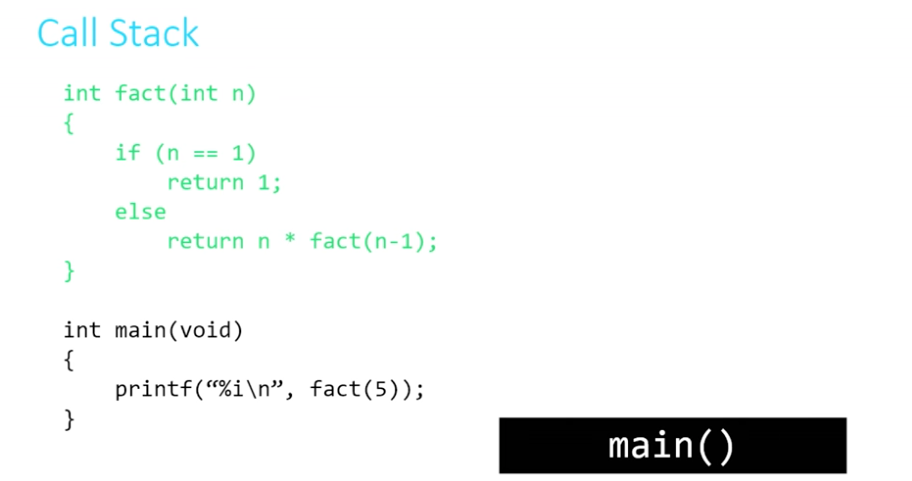 Call Stack
int fact(int n)
{
    if (n == 1)
        return 1;
    else
        return n * fact(n-1);
}
int main(void)
{
    printf(“%i\n”, fact(5));
}
main()